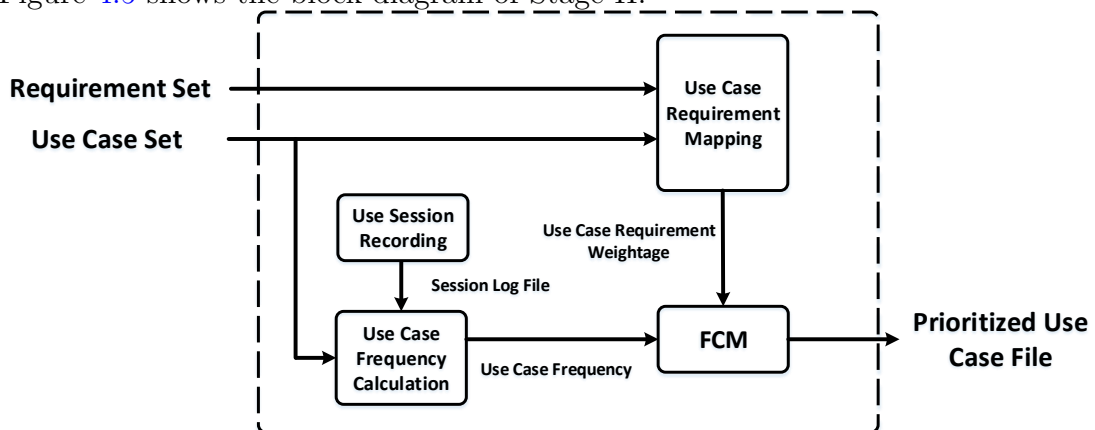 Figure shows the block diagram of Stage II.
Requirement Set
Use Case Set
Use Case
Requirement
Mapping
Use Session
Recording
Use Case Requirement
Weightage
Session Log File
Use Case
Frequency
Calculation
Use Case Frequency
FCM
Prioritized Use
Case File